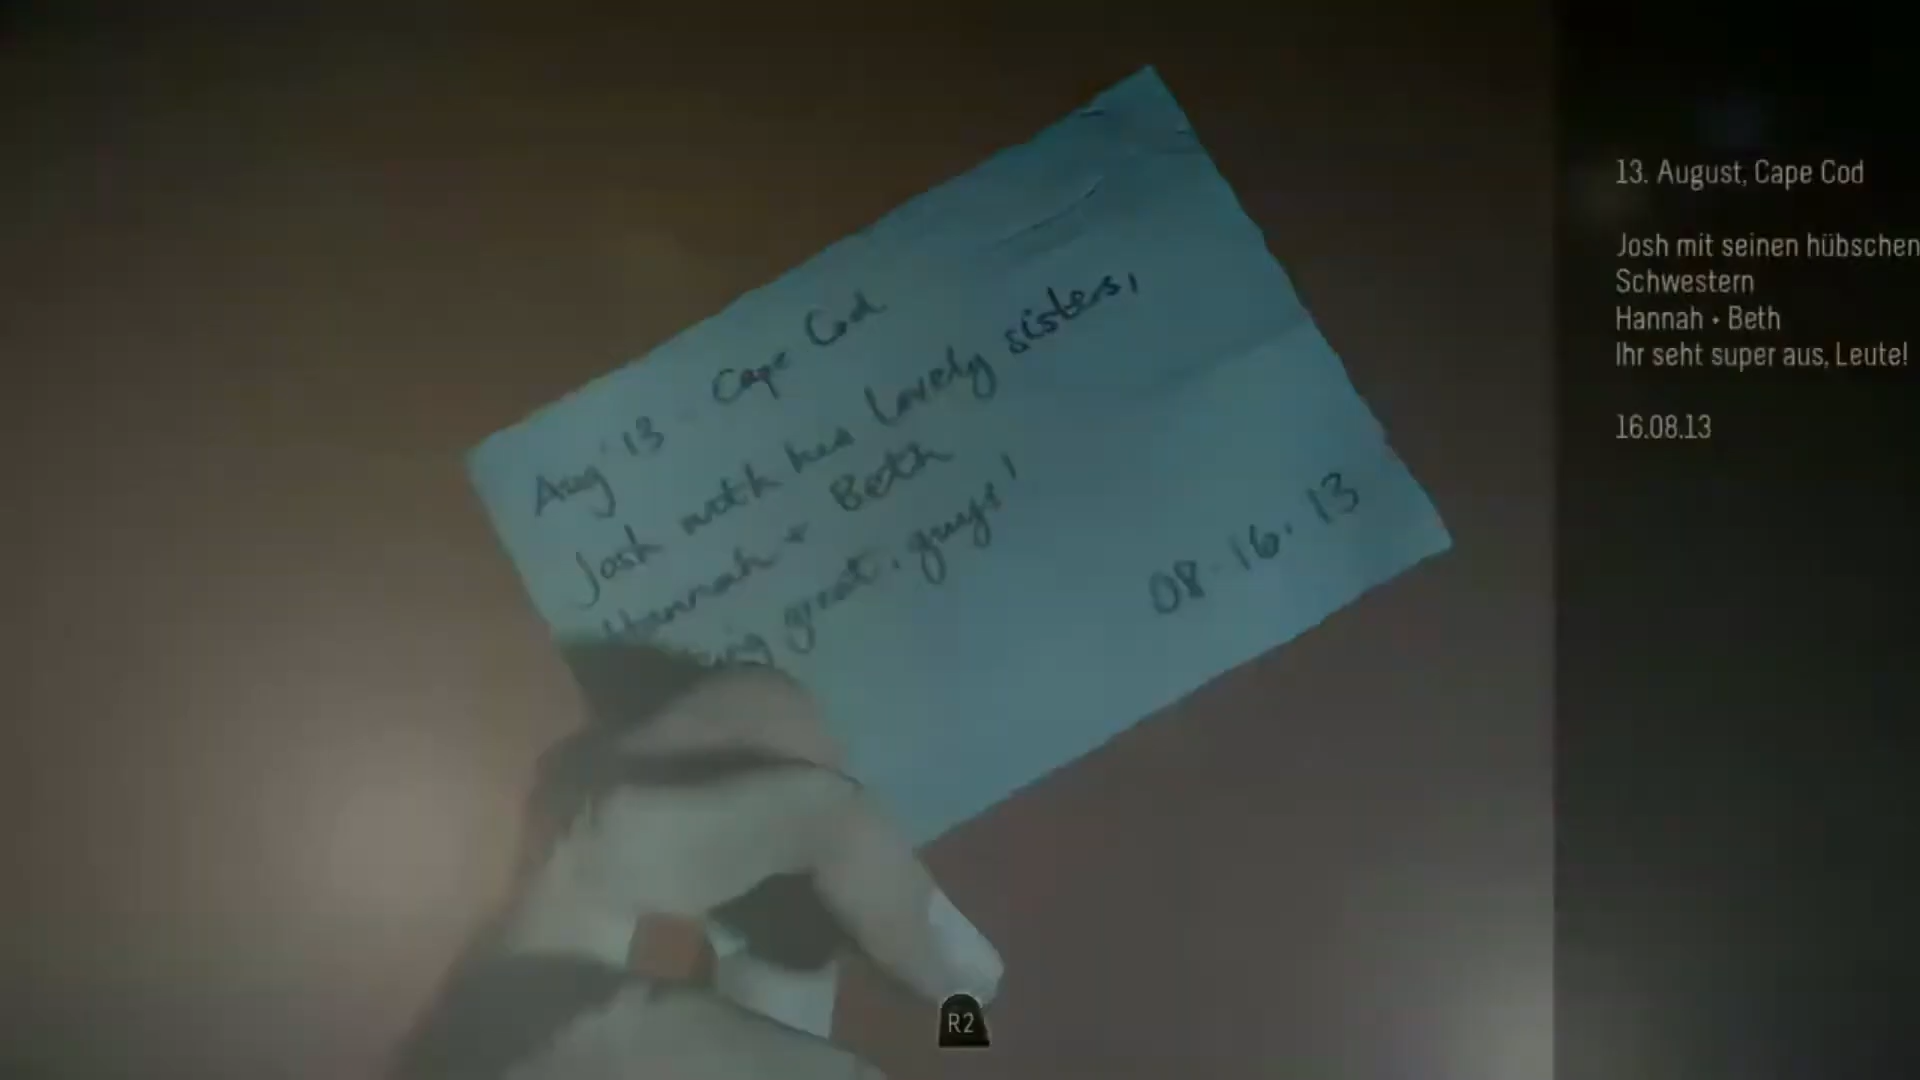 Aug '13 - Cape Cod
Josh with his lovely sisters,
Hannah + Beth
great, guys!
08-16-13
13. August, Cape Cod
Josh mit seinen hübschen
Schwestern
Hannah + Beth
Ihr seht super aus, Leute!
16.08.13
R2